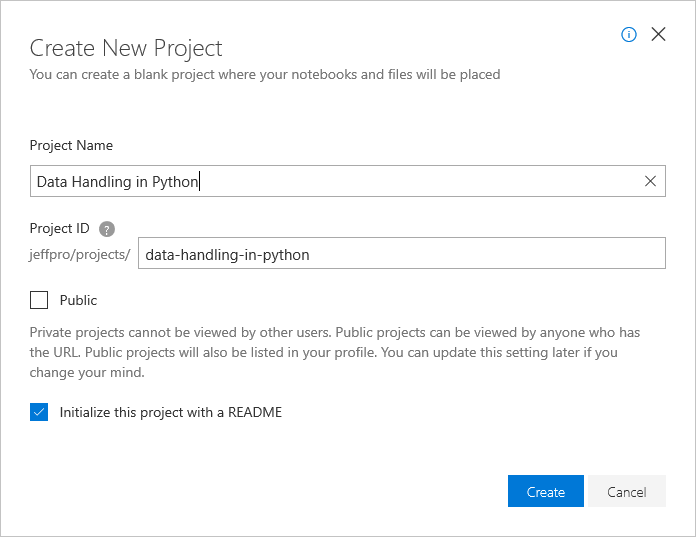 Create New Project
You can create a blank project where your notebooks and files will be placed
Project Name
Data Handling in Python
Project ID ?
jeffpro/projects/ data-handling-in-python
Public
Private projects cannot be viewed by other users. Public projects can be viewed by anyone who has
the URL. Public projects will also be listed in your profile. You can update this setting later if you
change your mind.
Initialize this project with a README
Create Cancel